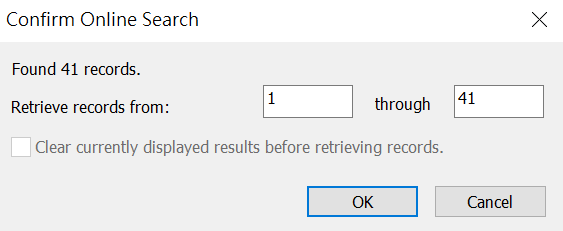 Confirm Online Search
Found 41 records.
Retrieve records from: 1 through 41
Clear currently displayed results before retrieving records.
OK Cancel